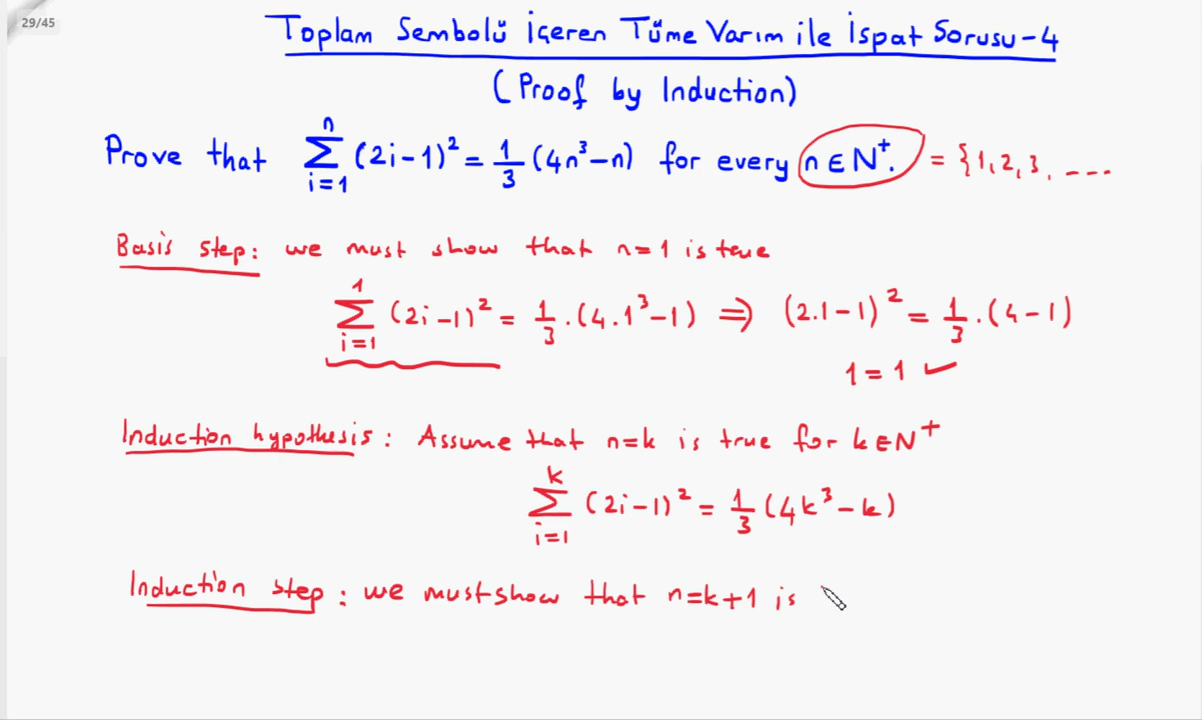 29/45
Toplam Sembolü İçeren Tüme Varım ile İspat Sorusu-4
(Proof by Induction)
Prove that ∑_{i=1}^{n} (2i-1)² = 1/3 (4n³-n) for every n∈N⁺. = {1,2,3, ----
Basis step: we must show that n=1 is true
∑_{i=1}^{1} (2i-1)² = 1/3 . (4.1³-1) ⇒ (2.1-1)² = 1/3 . (4-1)
1 = 1 ✓
Induction hypothesis: Assume that n=k is true for k∈N⁺
∑_{i=1}^{k} (2i-1)² = 1/3 (4k³-k)
Induction step: we must show that n=k+1 is